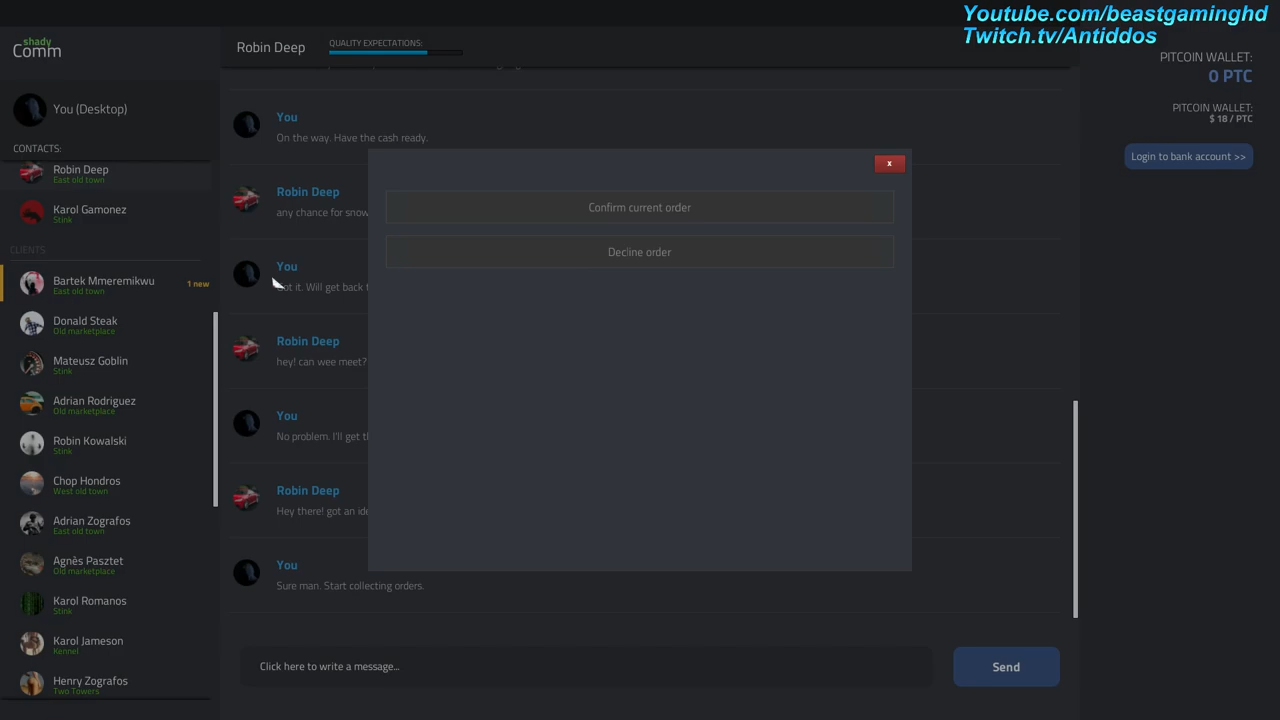 Youtube.com/beastgaminghd
Twitch.tv/Antiddos
shady
Comm
Robin Deep
QUALITY EXPECTATIONS:
PITCOIN WALLET:
0 PTC
PITCOIN WALLET:
$ 18 / PTC
Login to bank account >>
You (Desktop)
CONTACTS:
Robin Deep
East old town
Karol Gamonez
Stink
CLIENTS:
Bartek Mmeremikwu
East old town
1 new
Donald Steak
Old marketplace
Mateusz Goblin
Stink
Adrian Rodriguez
Old marketplace
Robin Kowalski
Stink
Chop Hondros
West old town
Adrian Zografos
East old town
Agnès Pasztet
Old marketplace
Karol Romanos
Stink
Karol Jameson
Kennel
Henry Zografos
Two Towers
You
On the way. Have the cash ready.
Robin Deep
any chance for snow
You
Got it. Will get back
Robin Deep
hey! can wee meet?
You
No problem. I'll get
Robin Deep
Hey there! got an
You
Sure man. Start collecting orders.
x
Confirm current order
Decline order
Click here to write a message...
Send